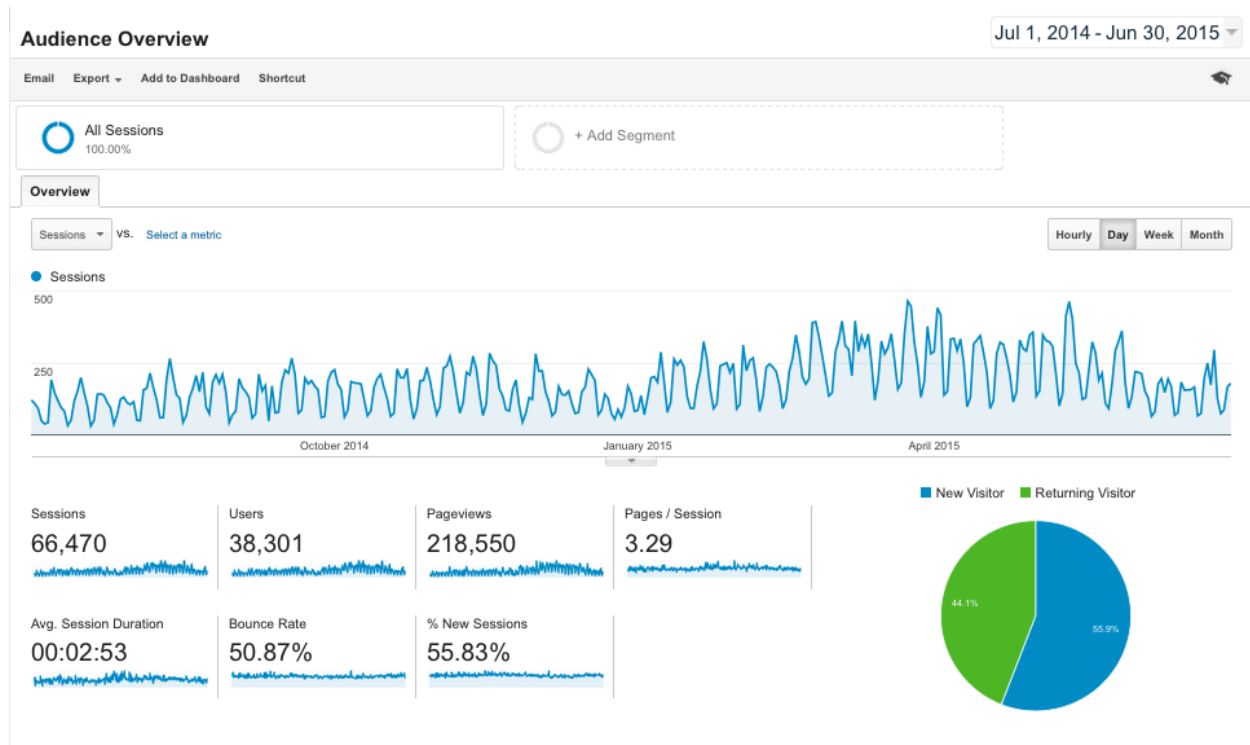 Audience Overview
Jul 1, 2014 - Jun 30, 2015
Email Export Add to Dashboard Shortcut
All Sessions
100.00%
+ Add Segment
Overview
Sessions VS. Select a metric
Hourly Day Week Month
Sessions
500
250
October 2014 January 2015 April 2015
New Visitor Returning Visitor
Sessions Users Pageviews Pages / Session
66,470 38,301 218,550 3.29
44.1%
55.9%
Avg. Session Duration Bounce Rate % New Sessions
00:02:53 50.87% 55.83%